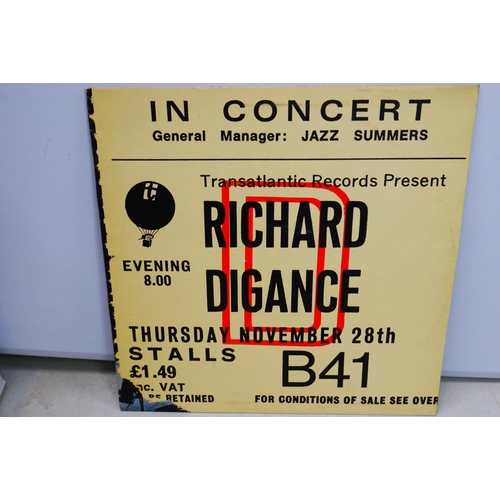 IN CONCERT
General Manager: JAZZ SUMMERS
Transatlantic Records Present
RICHARD
DIGANCE
D
EVENING
8.00
THURSDAY NOVEMBER 28th
STALLS
£1.49
inc. VAT
B41
BE RETAINED
FOR CONDITIONS OF SALE SEE OVER